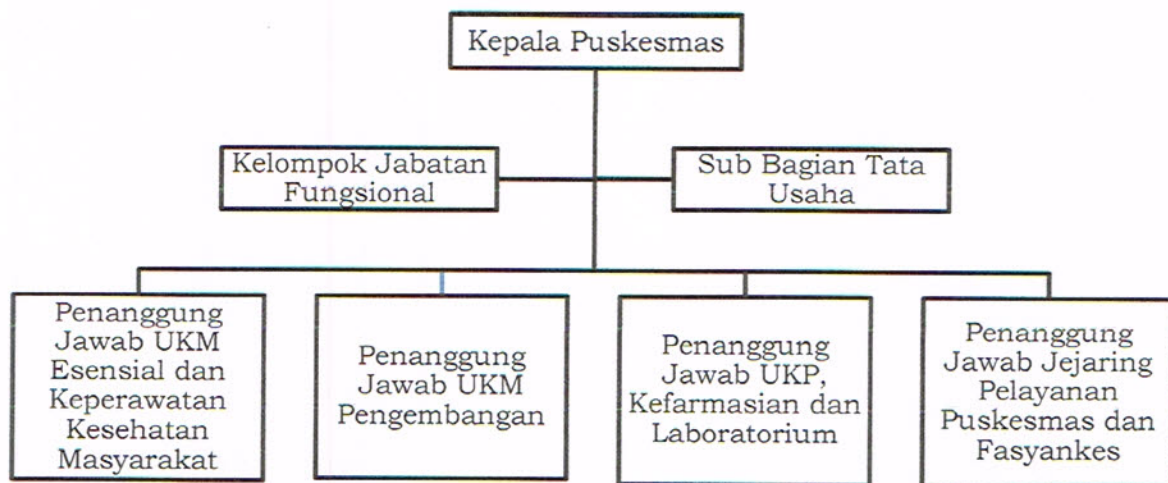 Kepala Puskesmas
Kelompok Jabatan
Fungsional
Sub Bagian Tata
Usaha
Penanggung
Jawab UKM
Esensial dan
Keperawatan
Kesehatan
Masyarakat
Penanggung
Jawab UKM
Pengembangan
Penanggung
Jawab UKP,
Kefarmasian dan
Laboratorium
Penanggung
Jawab Jejaring
Pelayanan
Puskesmas dan
Fasyankes